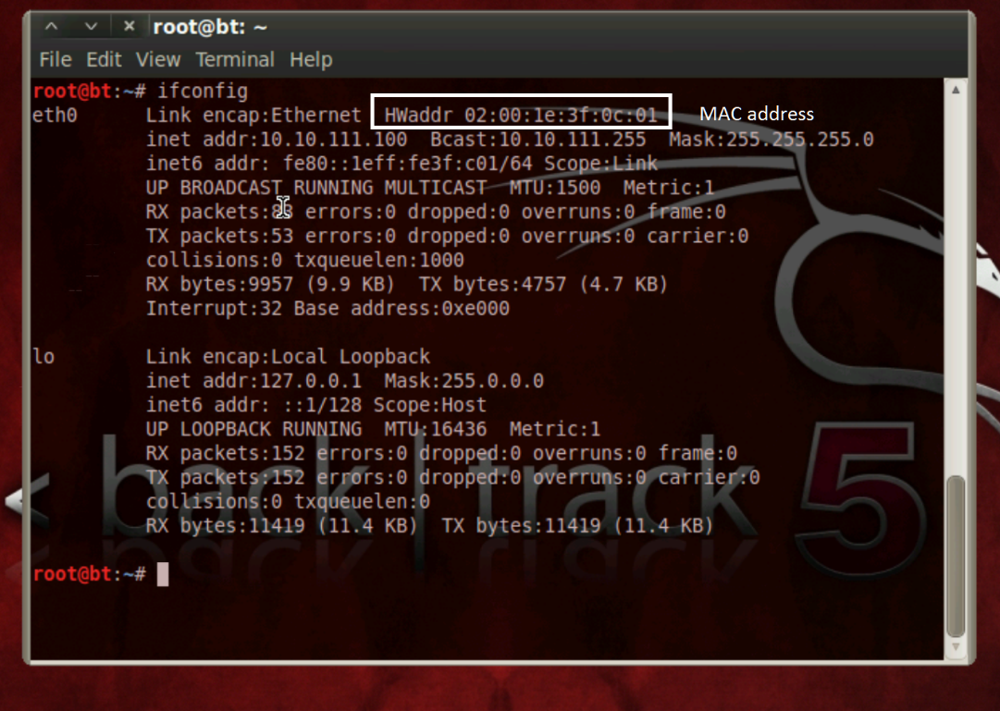 root@bt: ~
File Edit View Terminal Help
root@bt:~# ifconfig
eth0 Link encap:Ethernet HWaddr 02:00:1e:3f:0c:01 MAC address
inet addr:10.10.111.100 Bcast:10.10.111.255 Mask:255.255.255.0
inet6 addr: fe80::1eff:fe3f:c01/64 Scope:Link
UP BROADCAST RUNNING MULTICAST MTU:1500 Metric:1
RX packets: errors:0 dropped:0 overruns:0 frame:0
TX packets:53 errors:0 dropped:0 overruns:0 carrier:0
collisions:0 txqueuelen:1000
RX bytes:9957 (9.9 KB) TX bytes:4757 (4.7 KB)
Interrupt:32 Base address:0xe000
lo Link encap:Local Loopback
inet addr:127.0.0.1 Mask:255.0.0.0
inet6 addr: ::1/128 Scope:Host
UP LOOPBACK RUNNING MTU:16436 Metric:1
RX packets:152 errors:0 dropped:0 overruns:0 frame:0
TX packets:152 errors:0 dropped:0 overruns:0 carrier:0
collisions:0 txqueuelen:0
RX bytes:11419 (11.4 KB) TX bytes:11419 (11.4 KB)
root@bt:~#
<< back | track 5